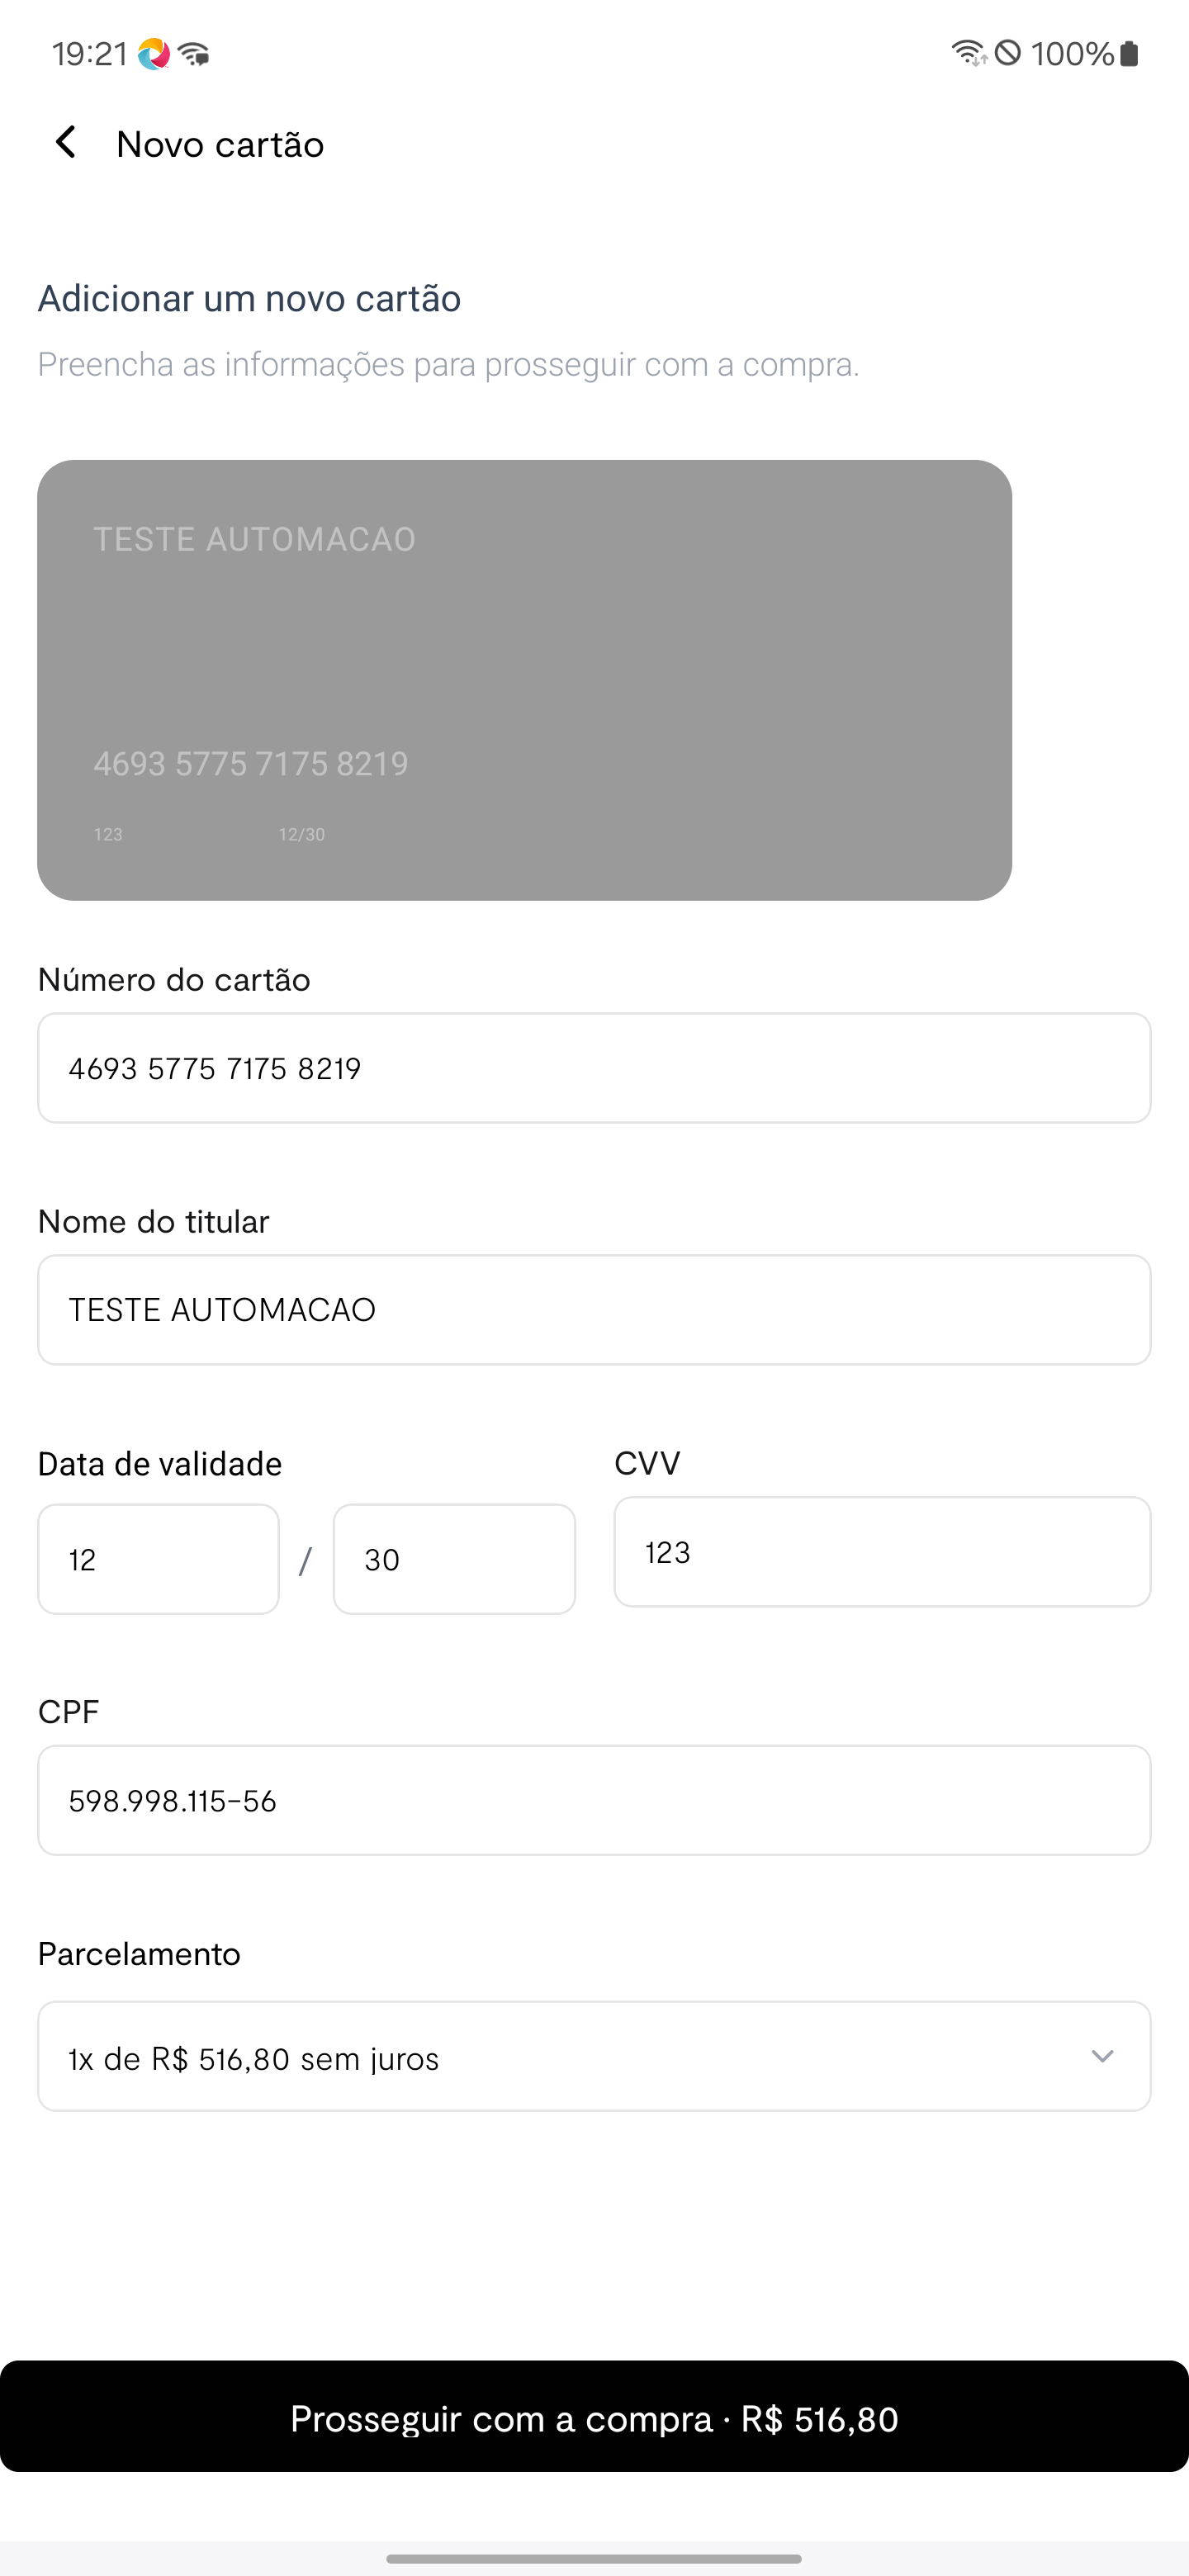 19:21
100%
Novo cartão
Adicionar um novo cartão
Preencha as informações para prosseguir com a compra.
TESTE AUTOMACAO
4693 5775 7175 8219
123 12/30
Número do cartão
4693 5775 7175 8219
Nome do titular
TESTE AUTOMACAO
Data de validade
CVV
12 / 30
123
CPF
598.998.115-56
Parcelamento
1x de R$ 516,80 sem juros
Prosseguir com a compra · R$ 516,80